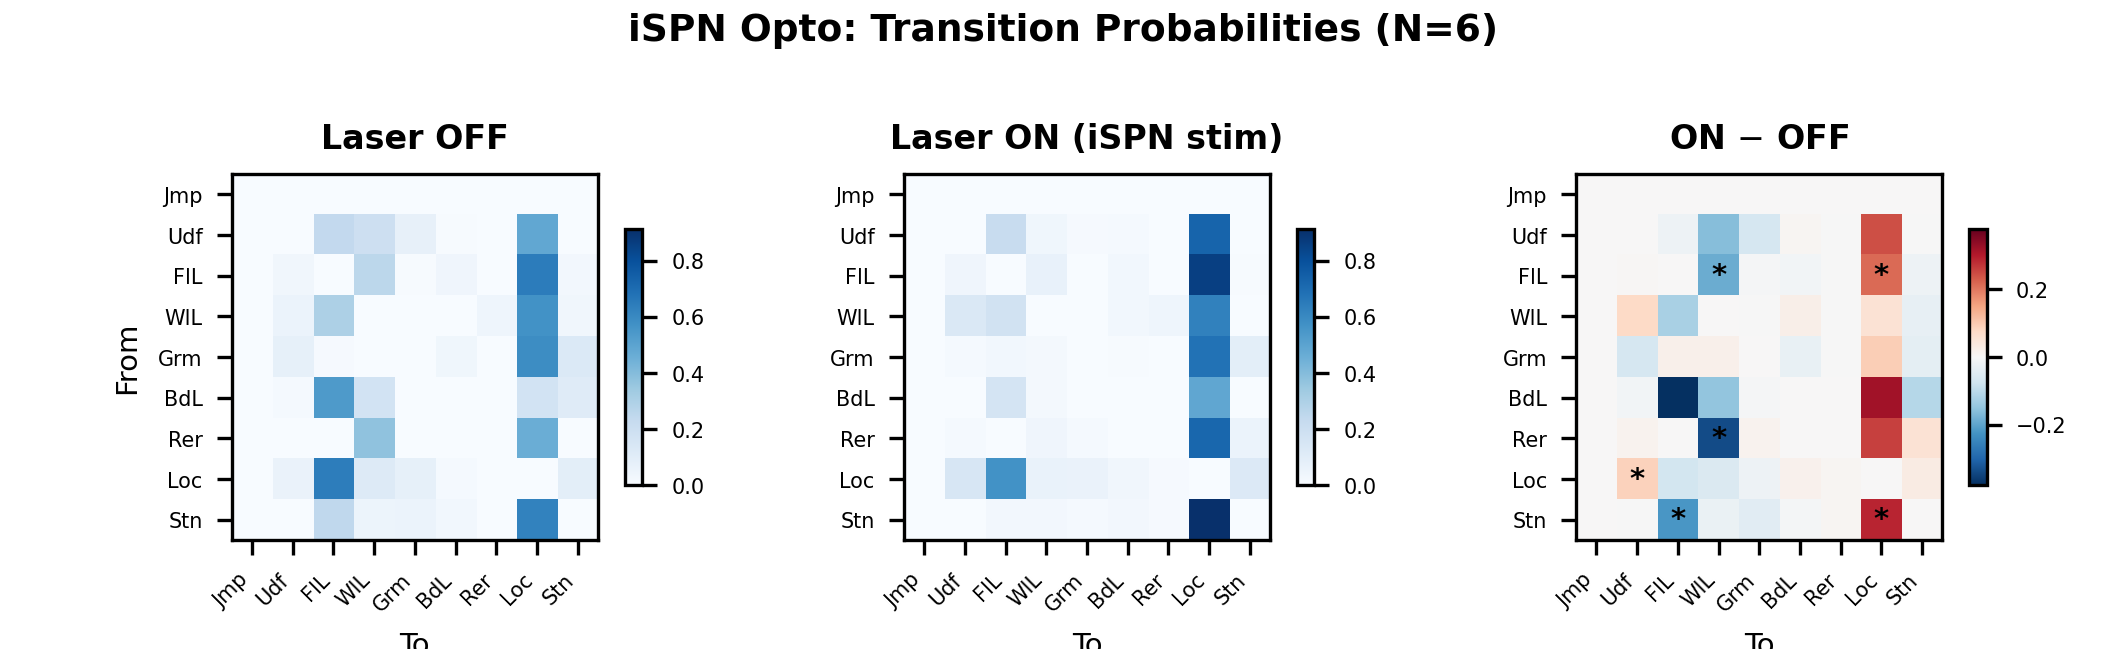 iSPN Opto: Transition Probabilities (N=6)
Laser OFF
Laser ON (iSPN stim)
ON − OFF
From
Jmp
Udf
FIL
WIL
Grm
BdL
Rer
Loc
Stn
Jmp
Udf
FIL
WIL
Grm
BdL
Rer
Loc
Stn
To
0.8
0.6
0.4
0.2
0.0
Jmp
Udf
FIL
WIL
Grm
BdL
Rer
Loc
Stn
Jmp
Udf
FIL
WIL
Grm
BdL
Rer
Loc
Stn
To
0.8
0.6
0.4
0.2
0.0
Jmp
Udf
FIL
WIL
Grm
BdL
Rer
Loc
Stn
* *
*
*
* *
Jmp
Udf
FIL
WIL
Grm
BdL
Rer
Loc
Stn
To
0.2
0.0
−0.2